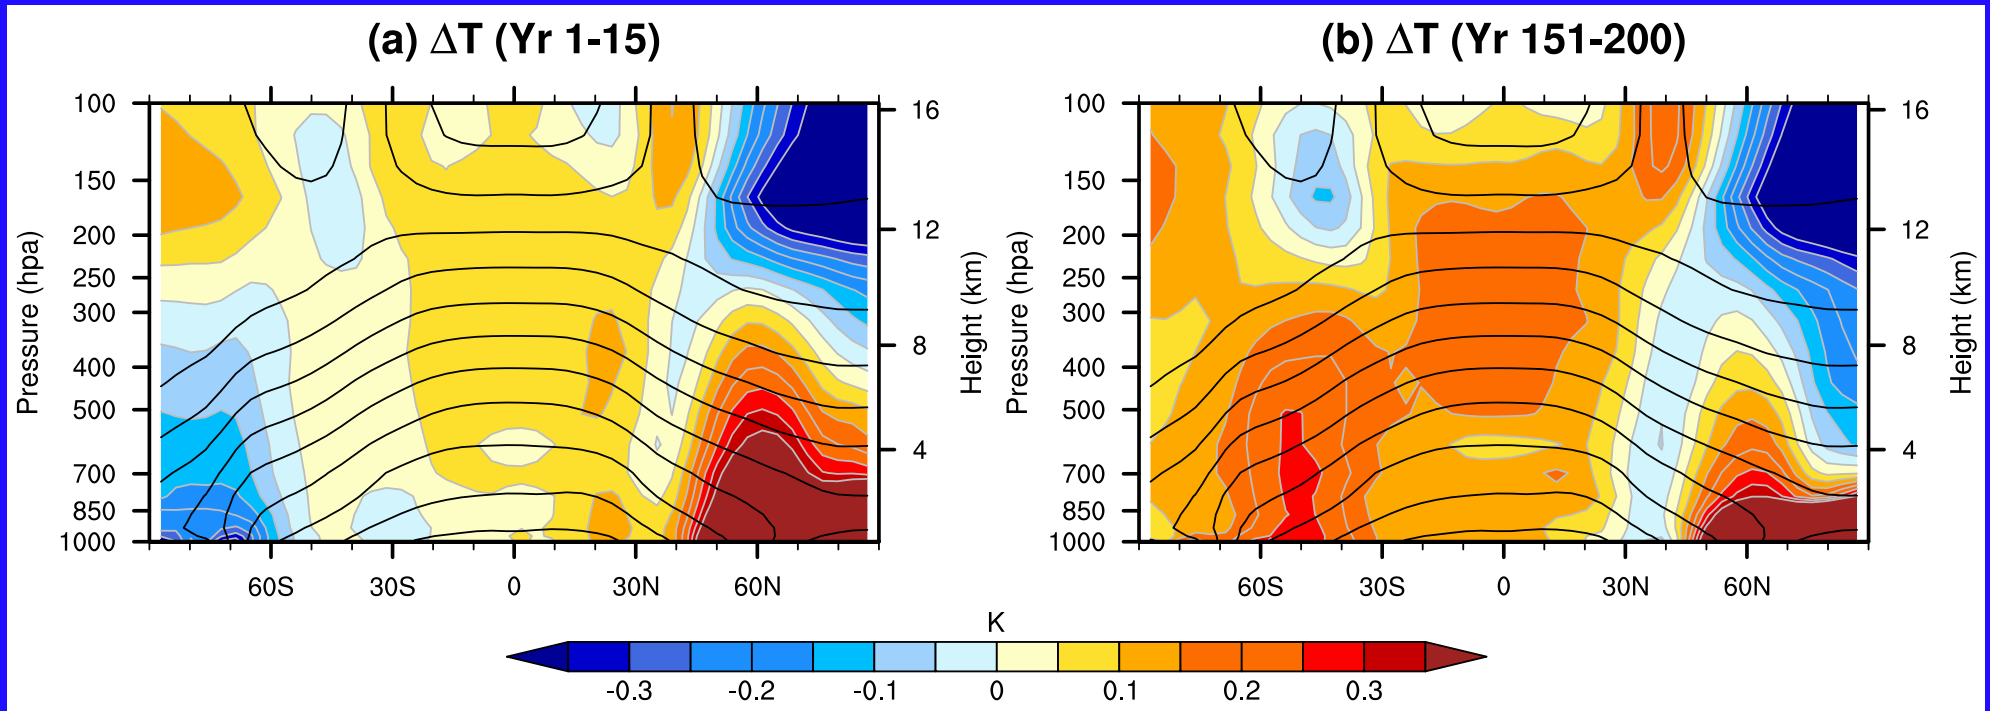 (a) ΔT (Yr 1-15)
100
150
200
250
300
400
500
700
850
1000
Pressure (hpa)
16
12
8
4
Height (km)
60S 30S 0 30N 60N
(b) ΔT (Yr 151-200)
100
150
200
250
300
400
500
700
850
1000
Pressure (hpa)
16
12
8
4
Height (km)
60S 30S 0 30N 60N
K
-0.3 -0.2 -0.1 0 0.1 0.2 0.3